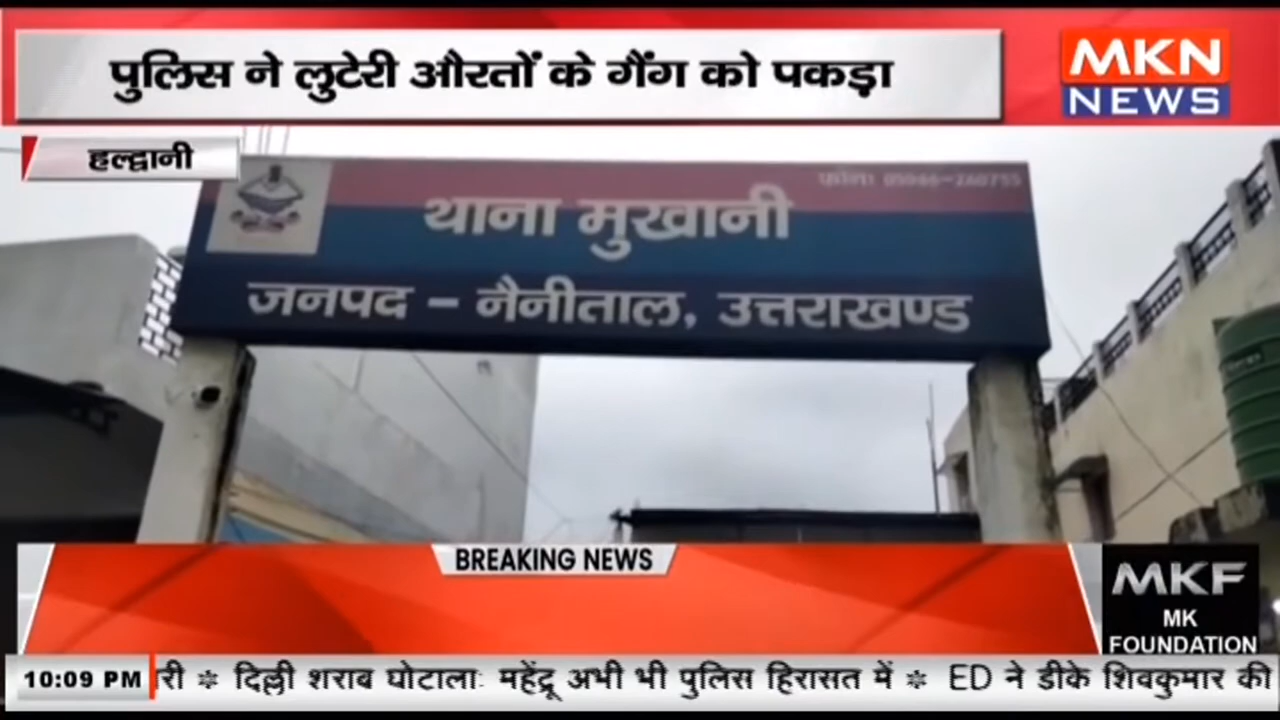 पुलिस ने लुटेरी औरतों के गैंग को पकड़ा
MKN
NEWS
हल्द्वानी
थाना मुखानी
जनपद - नैनीताल, उत्तराखण्ड
BREAKING NEWS
MKF
MK
FOUNDATION
10:09 PM
री ❊ दिल्ली शराब घोटाला: महेंद्रू अभी भी पुलिस हिरासत में ❊ ED ने डीके शिवकुमार की